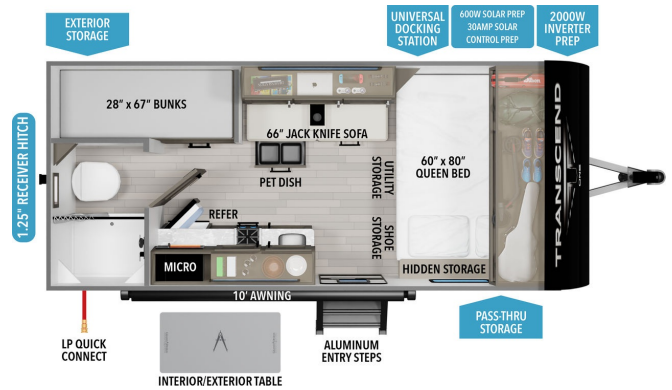 EXTERIOR
STORAGE
UNIVERSAL
DOCKING
STATION
600W SOLAR PREP
30AMP SOLAR
CONTROL PREP
2000W
INVERTER
PREP
28" x 67" BUNKS
66" JACK KNIFE SOFA
1.25" RECEIVER HITCH
PET DISH
UTILITY
STORAGE
60" x 80"
QUEEN BED
TRANSCEND
ONE
REFER
SHOE
STORAGE
MICRO
HIDDEN STORAGE
10' AWNING
PASS-THRU
STORAGE
LP QUICK
CONNECT
ALUMINUM
ENTRY STEPS
INTERIOR/EXTERIOR TABLE